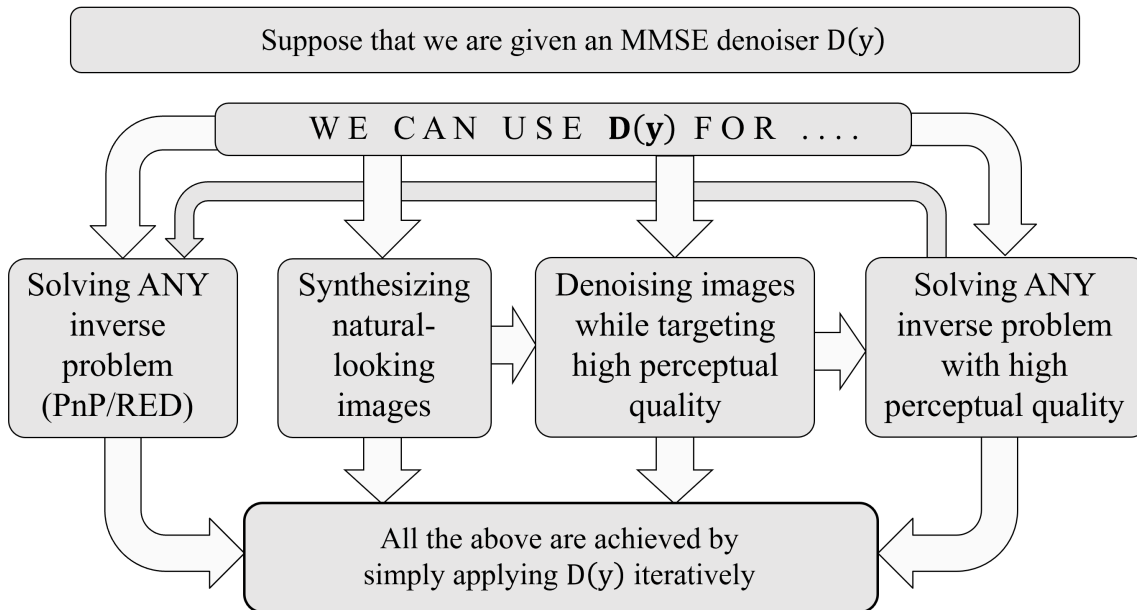 Suppose that we are given an MMSE denoiser D(y)
WE CAN USE D(y) FOR ....
Solving ANY
inverse
problem
(PnP/RED)
Synthesizing
natural-
looking
images
Denoising images
while targeting
high perceptual
quality
Solving ANY
inverse problem
with high
perceptual quality
All the above are achieved by
simply applying D(y) iteratively